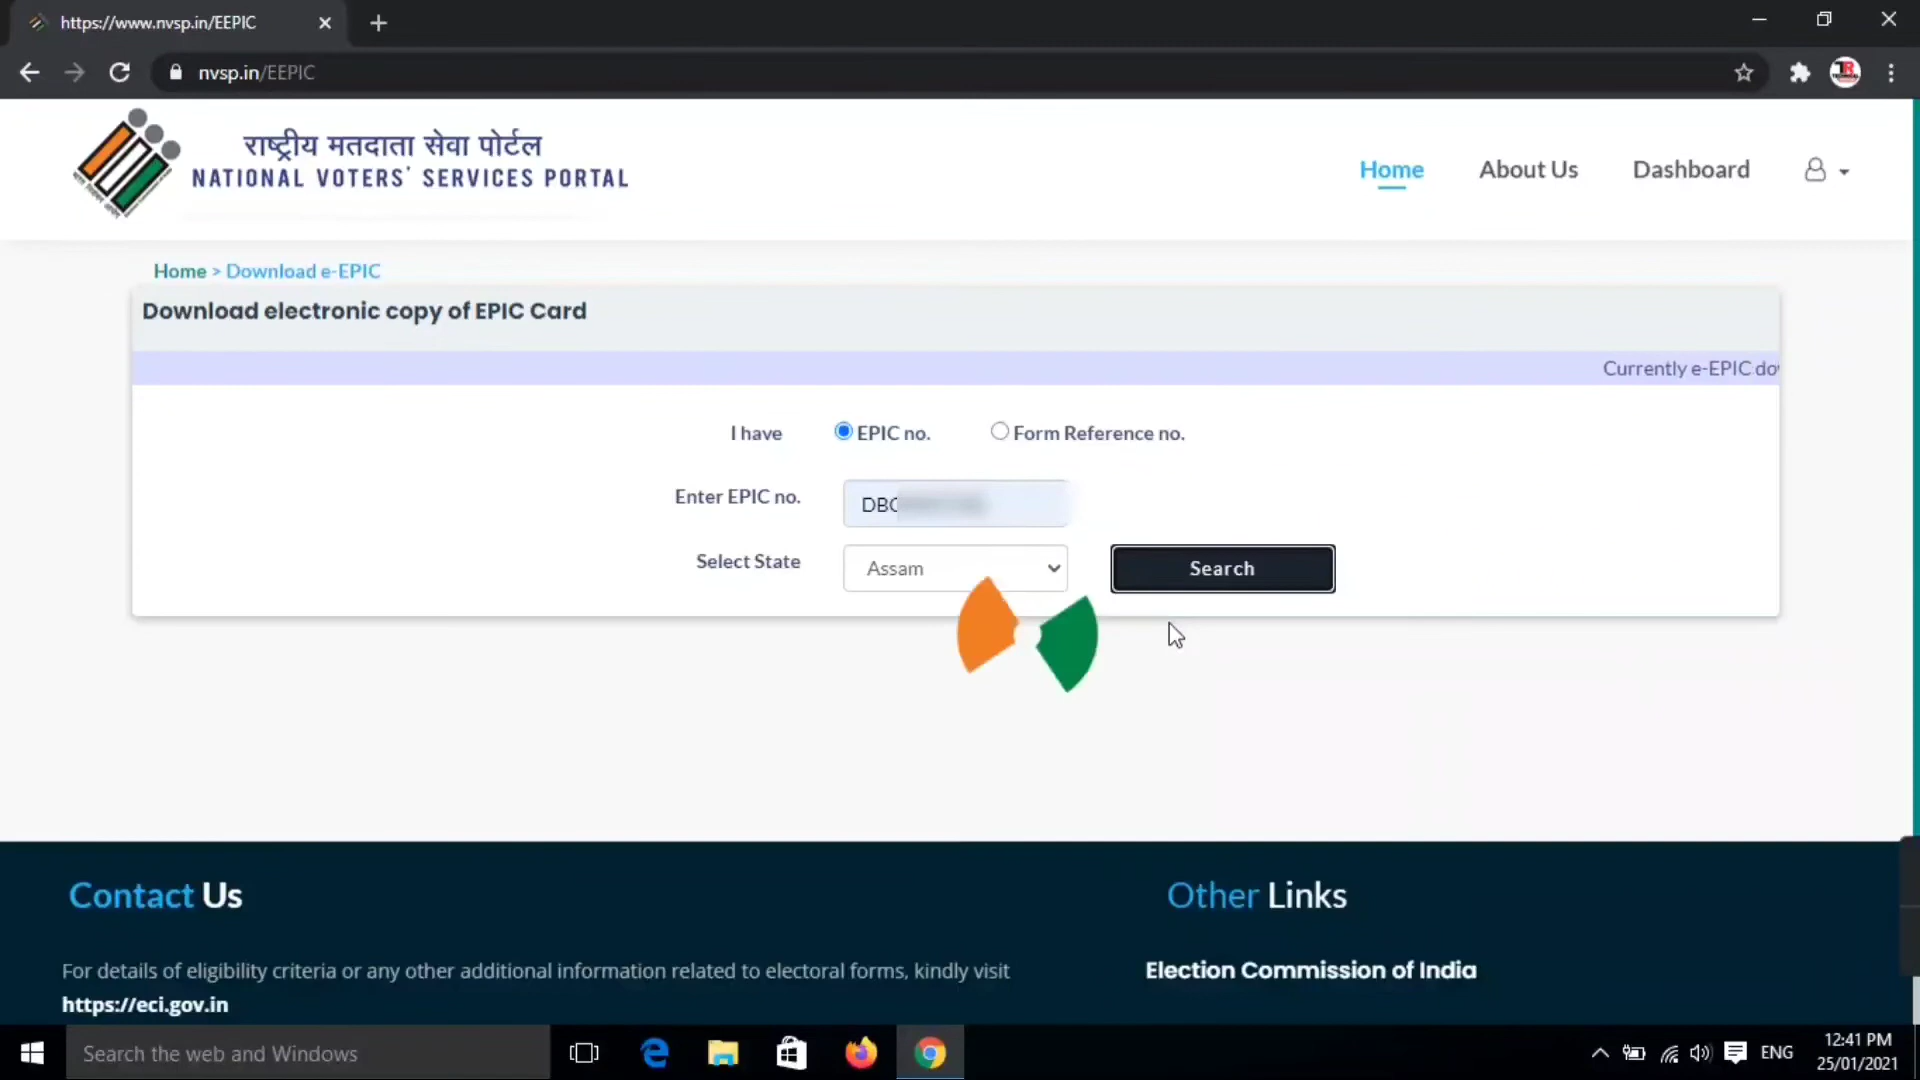 https://www.nvsp.in/EEPIC
nvsp.in/EEPIC
राष्ट्रीय मतदाता सेवा पोर्टल
NATIONAL VOTERS' SERVICES PORTAL
Home
About Us
Dashboard
Home > Download e-EPIC
Download electronic copy of EPIC Card
Currently e-EPIC do
I have
EPIC no.
Form Reference no.
Enter EPIC no.
DBC
Select State
Assam
Search
Contact Us
Other Links
For details of eligibility criteria or any other additional information related to electoral forms, kindly visit
https://eci.gov.in
Election Commission of India
Search the web and Windows
ENG
12:41 PM
25/01/2021